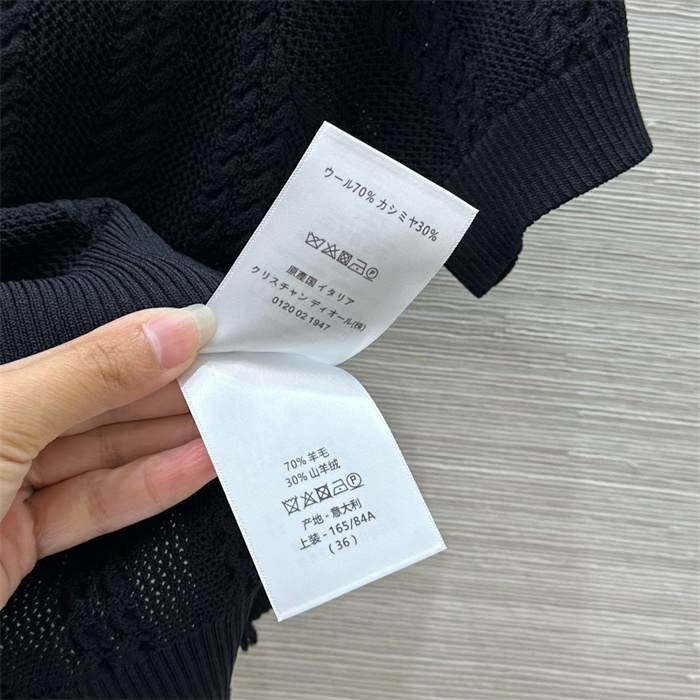 ウール70% カシミヤ30%
原産国 イタリア
クリスチャン ディオール(株)
0120 02 1947
70% 羊毛
30% 山羊绒
产地 - 意大利
上装 - 165/84A
(36)